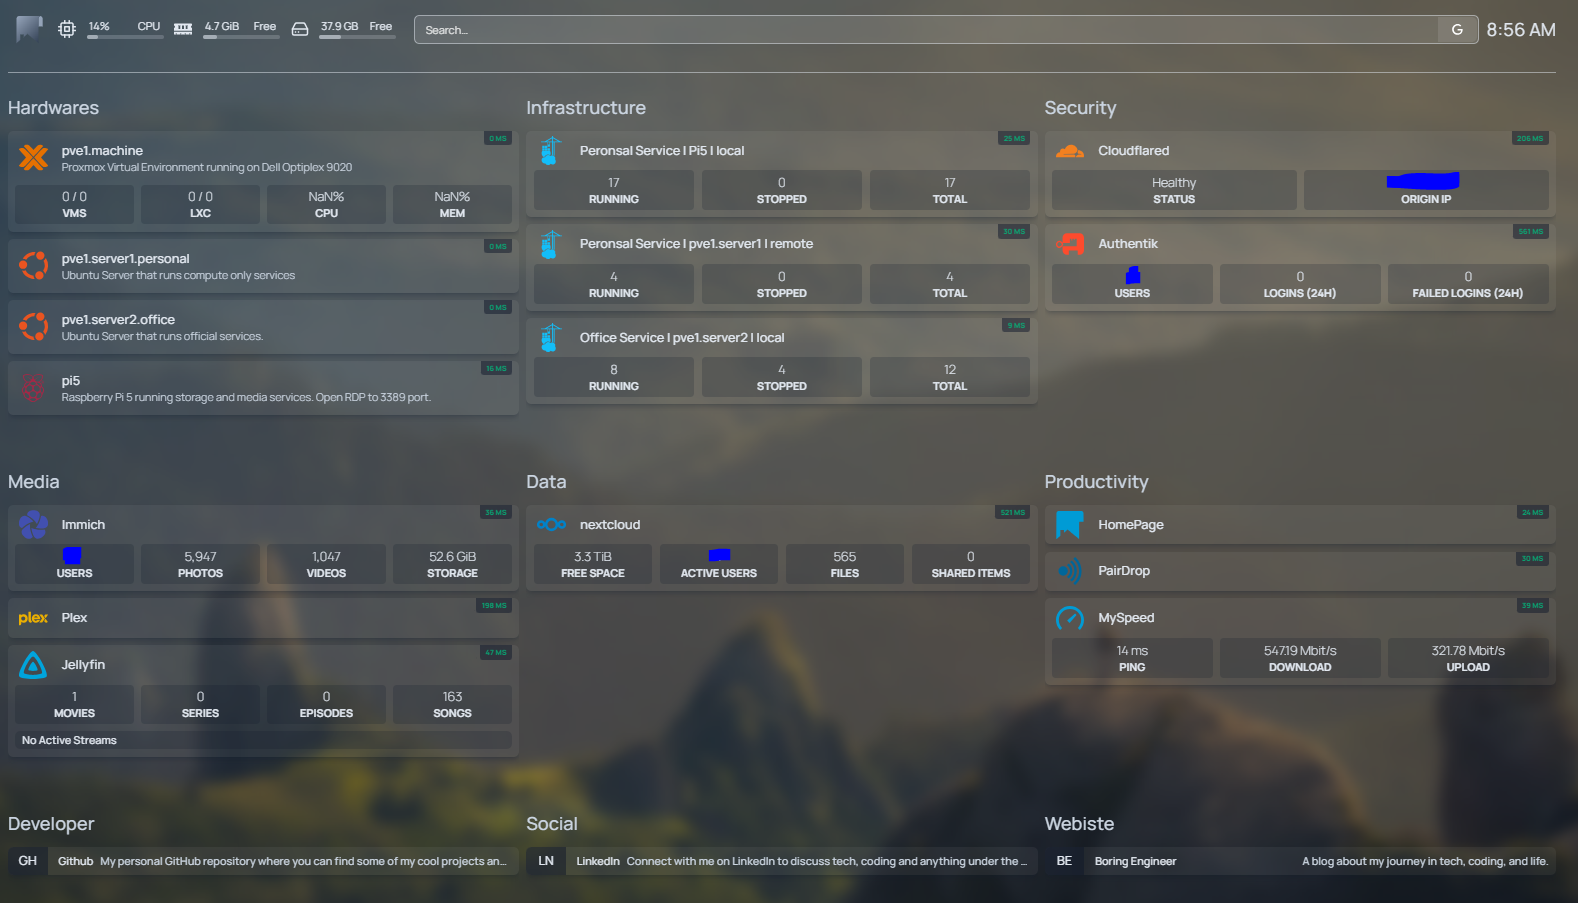 14% CPU 4.7 GiB Free 37.9 GB Free Search... G 8:56 AM
Hardwares
0 MS
pve1.machine
Proxmox Virtual Environment running on Dell Optiplex 9020
0 / 0 0 / 0 NaN% NaN%
VMS LXC CPU MEM
0 MS
pve1.server1.personal
Ubuntu Server that runs compute only services
0 MS
pve1.server2.office
Ubuntu Server that runs official services.
16 MS
pi5
Raspberry Pi 5 running storage and media services. Open RDP to 3389 port.
Infrastructure
25 MS
Peronsal Service | Pi5 | local
17 0 17
RUNNING STOPPED TOTAL
30 MS
Peronsal Service | pve1.server1 | remote
4 0 4
RUNNING STOPPED TOTAL
9 MS
Office Service | pve1.server2 | local
8 4 12
RUNNING STOPPED TOTAL
Security
206 MS
Cloudflared
Healthy
STATUS ORIGIN IP
561 MS
Authentik
0 0
USERS LOGINS (24H) FAILED LOGINS (24H)
Media
36 MS
Immich
5,947 1,047 52.6 GiB
USERS PHOTOS VIDEOS STORAGE
198 MS
plex Plex
47 MS
Jellyfin
1 0 0 163
MOVIES SERIES EPISODES SONGS
No Active Streams
Data
521 MS
nextcloud
3.3 TiB 565 0
FREE SPACE ACTIVE USERS FILES SHARED ITEMS
Productivity
24 MS
HomePage
30 MS
PairDrop
39 MS
MySpeed
14 ms 547.19 Mbit/s 321.78 Mbit/s
PING DOWNLOAD UPLOAD
Developer
GH Github My personal GitHub repository where you can find some of my cool projects an...
Social
LN LinkedIn Connect with me on LinkedIn to discuss tech, coding and anything under the ...
Webiste
BE Boring Engineer A blog about my journey in tech, coding, and life.